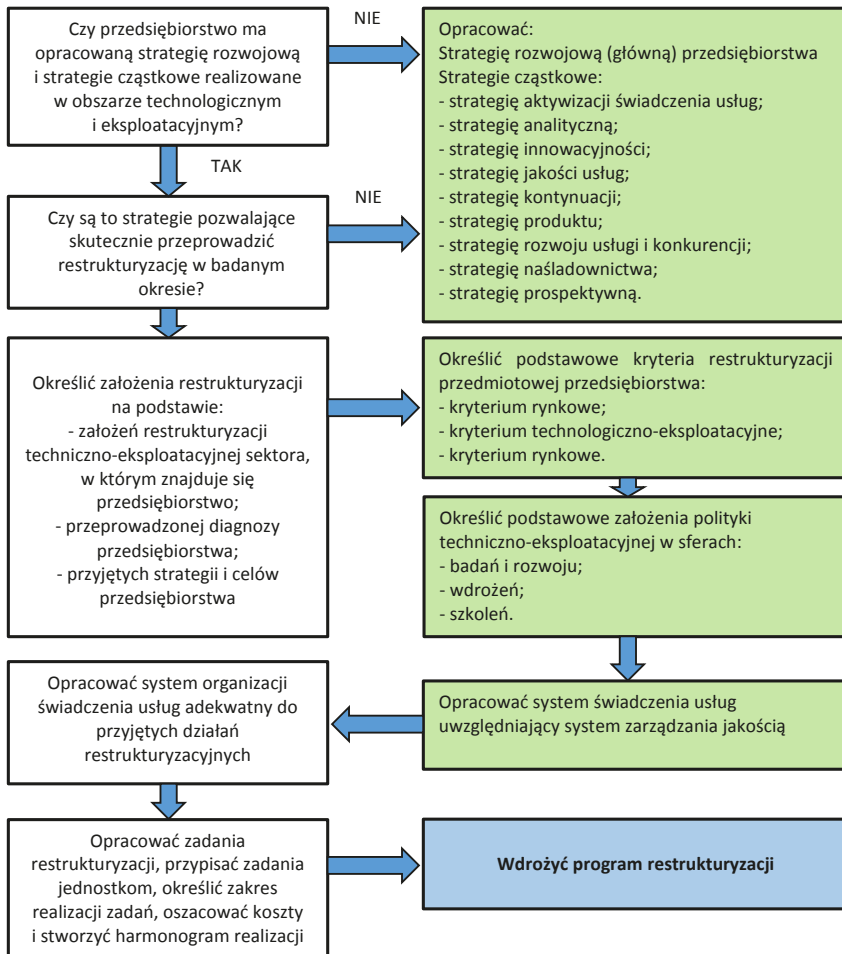 Czy przedsiębiorstwo ma
opracowaną strategię rozwojową
i strategie cząstkowe realizowane
w obszarze technologicznym
i eksploatacyjnym?
NIE
Opracować:
Strategię rozwojową (główną) przedsiębiorstwa
Strategie cząstkowe:
- strategię aktywizacji świadczenia usług;
- strategię analityczną;
- strategię innowacyjności;
- strategię jakości usług;
- strategię kontynuacji;
- strategię produktu;
- strategię rozwoju usługi i konkurencji;
- strategię naśladownictwa;
- strategię prospektywną.
TAK
Czy są to strategie pozwalające
skutecznie przeprowadzić
restrukturyzację w badanym
okresie?
NIE
Określić założenia restrukturyzacji
na podstawie:
- założeń restrukturyzacji
techniczno-eksploatacyjnej sektora,
w którym znajduje się
przedsiębiorstwo;
- przeprowadzonej diagnozy
przedsiębiorstwa;
- przyjętych strategii i celów
przedsiębiorstwa
Określić podstawowe kryteria restrukturyzacji
przedmiotowej przedsiębiorstwa:
- kryterium rynkowe;
- kryterium technologiczno-eksploatacyjne;
- kryterium rynkowe.
Określić podstawowe założenia polityki
techniczno-eksploatacyjnej w sferach:
- badań i rozwoju;
- wdrożeń;
- szkoleń.
Opracować system świadczenia usług
uwzględniający system zarządzania jakością
Opracować system organizacji
świadczenia usług adekwatny do
przyjętych działań
restrukturyzacyjnych
Opracować zadania
restrukturyzacji, przypisać zadania
jednostkom, określić zakres
realizacji zadań, oszacować koszty
i stworzyć harmonogram realizacji
Wdrożyć program restrukturyzacji